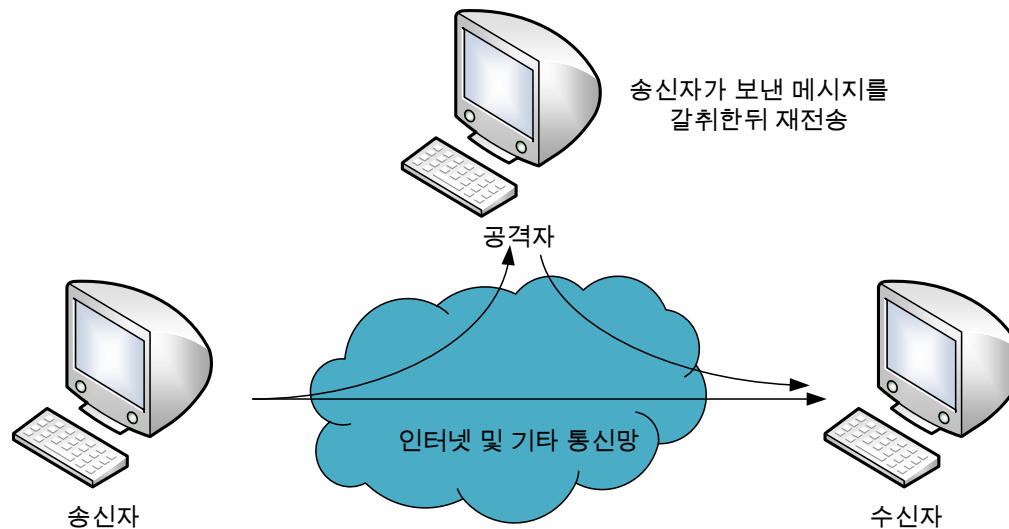 송신자가 보낸 메시지를
갈취한뒤 재전송
공격자
인터넷 및 기타 통신망
송신자
수신자